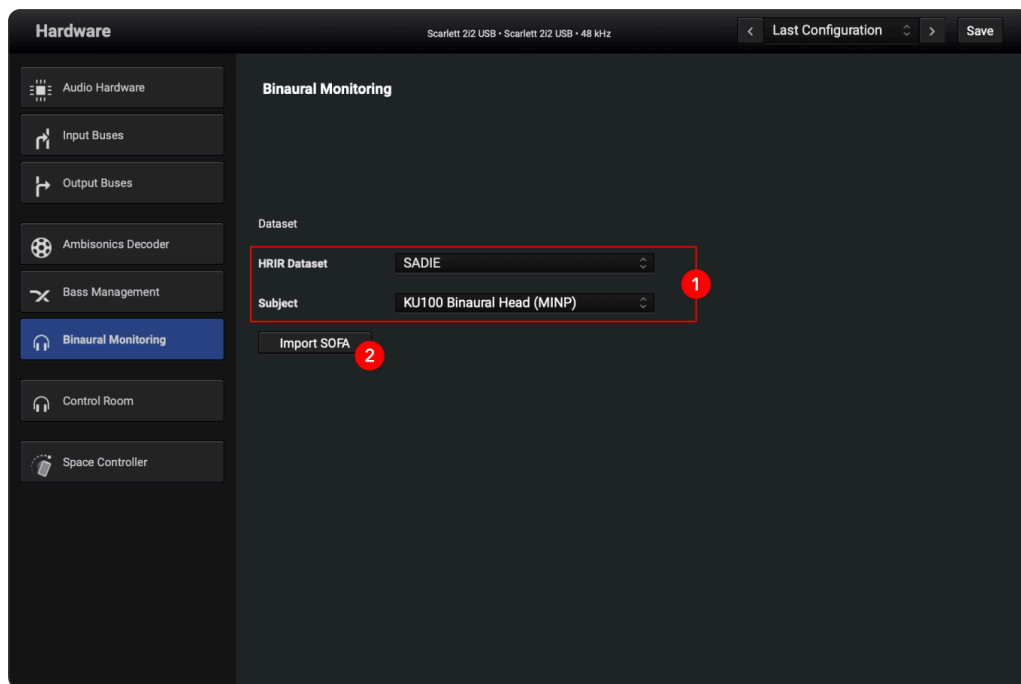 Hardware
Scarlett 2i2 USB • Scarlett 2i2 USB • 48 kHz
Last Configuration
Save
Audio Hardware
Input Buses
Output Buses
Ambisonics Decoder
Bass Management
Binaural Monitoring
Control Room
Space Controller
Binaural Monitoring
Dataset
HRIR Dataset SADIE
1
Subject KU100 Binaural Head (MINP)
Import SOFA
2